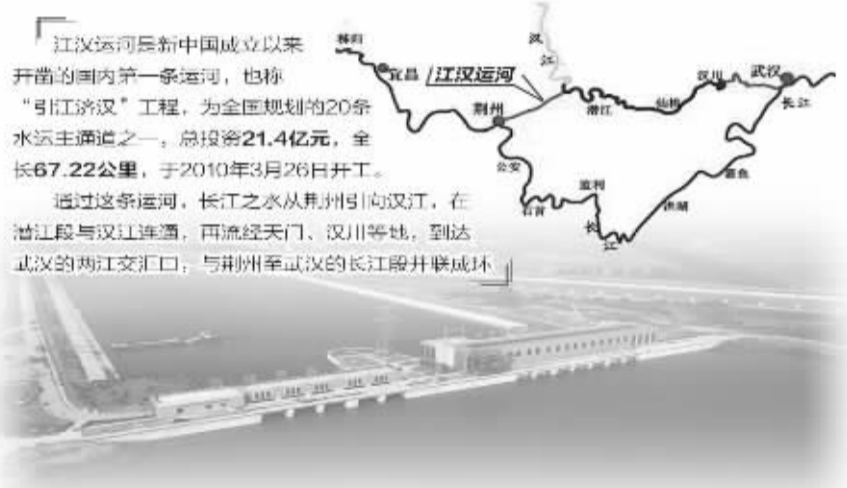 江汉运河是新中国成立以来
开凿的国内第一条运河，也称
“引江济汉”工程，为全国规划的20条
水运主通道之一。总投资21.4亿元，全
长67.22公里，于2010年3月26日开工。
通过这条运河，长江之水从荆州引向汉江，在
潜江段与汉江连通，再流经天门、汉川等地，到达
武汉的两江交汇口，与荆州至武汉的长江段并联成环
秭归
宜昌
江汉运河
汉江
荆州
潜江
仙桃
汉川
武汉
长江
公安
石首
监利
长江
洪湖
嘉鱼